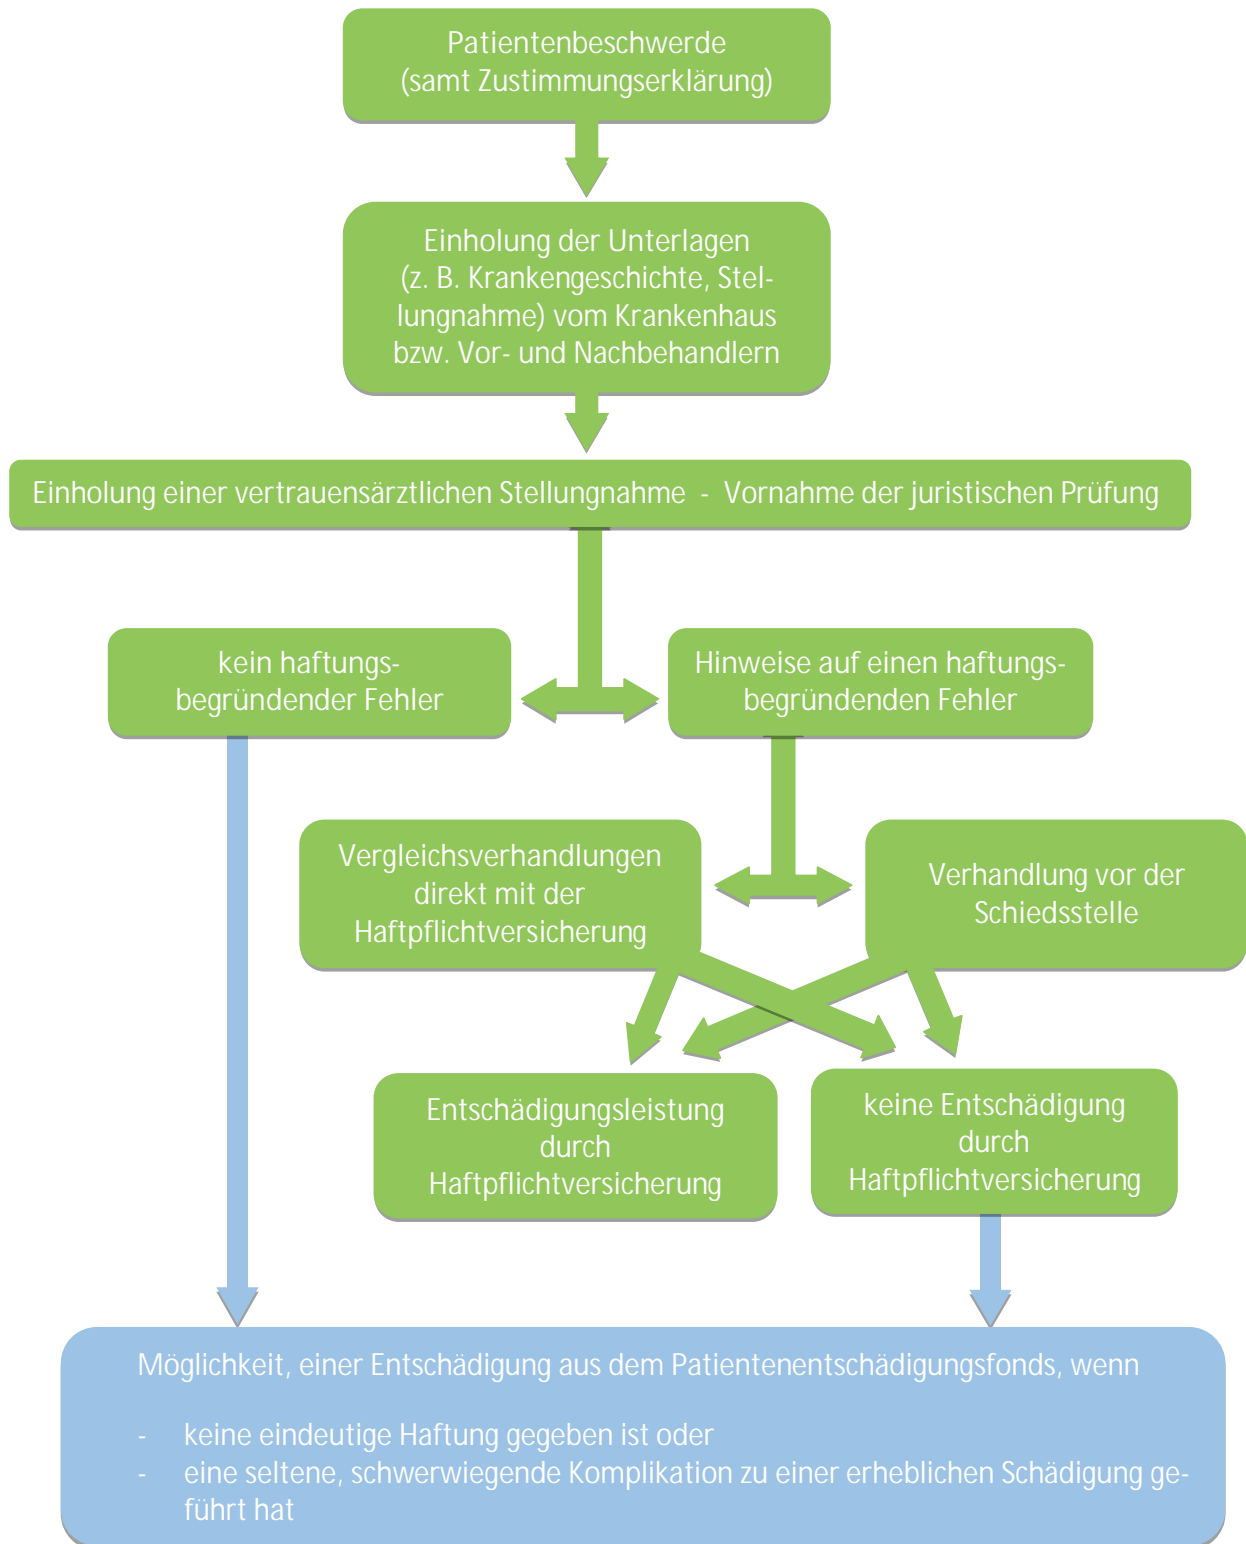 Patientenbeschwerde
(samt Zustimmungserklärung)
Einholung der Unterlagen
(z. B. Krankengeschichte, Stel-
lungnahme) vom Krankenhaus
bzw. Vor- und Nachbehandlern
Einholung einer vertrauensärztlichen Stellungnahme - Vornahme der juristischen Prüfung
kein haftungs-
begründender Fehler
Hinweise auf einen haftungs-
begründenden Fehler
Vergleichsverhandlungen
direkt mit der
Haftpflichtversicherung
Verhandlung vor der
Schiedsstelle
Entschädigungsleistung
durch
Haftpflichtversicherung
keine Entschädigung
durch
Haftpflichtversicherung
Möglichkeit, einer Entschädigung aus dem Patientenentschädigungsfonds, wenn
- keine eindeutige Haftung gegeben ist oder
- eine seltene, schwerwiegende Komplikation zu einer erheblichen Schädigung ge-
führt hat